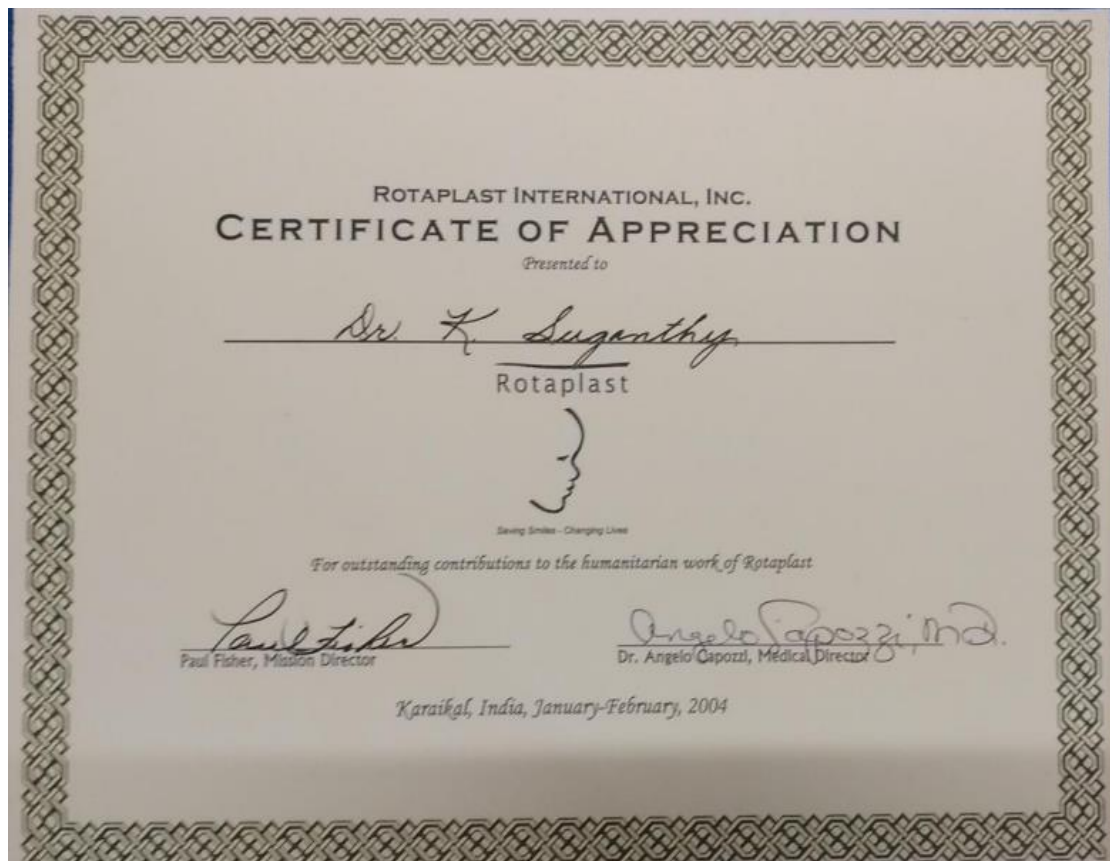 ROTAPLAST INTERNATIONAL, INC.
CERTIFICATE OF APPRECIATION
Presented to
Dr. K. Suganthy
Rotaplast
Saving Smiles - Changing Lives
For outstanding contributions to the humanitarian work of Rotaplast
Paul Fisher Angelo Capozzi, M.D.
Paul Fisher, Mission Director Dr. Angelo Capozzi, Medical Director
Karaikal, India, January-February, 2004